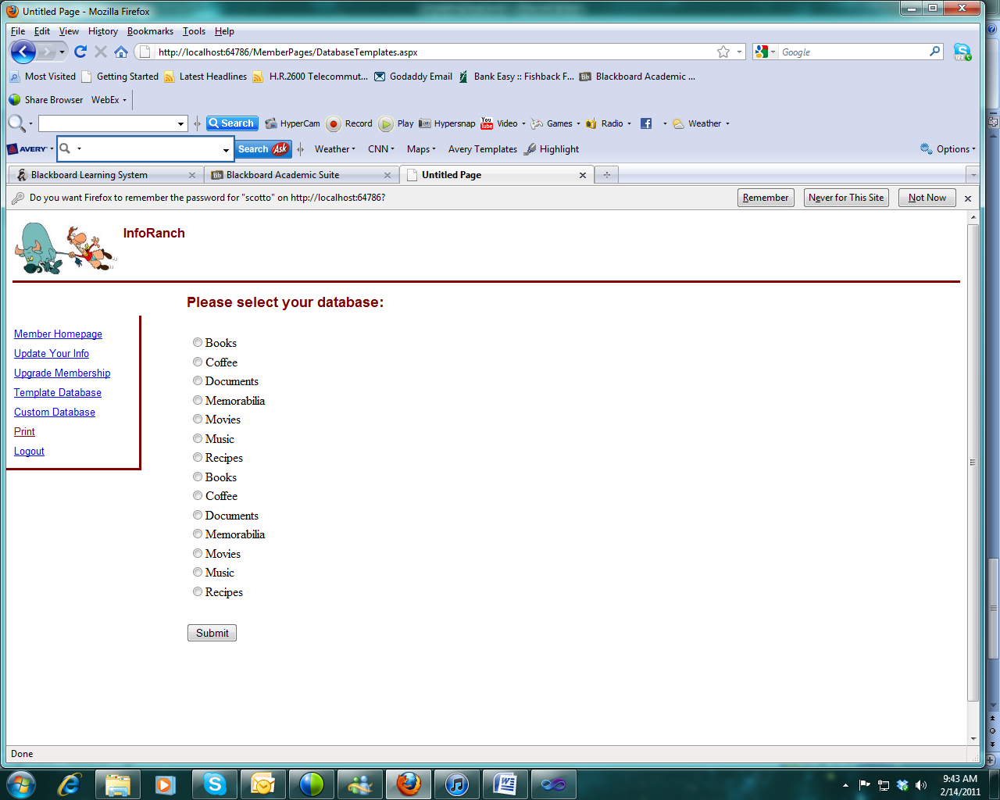 Untitled Page - Mozilla Firefox
File Edit View History Bookmarks Tools Help
http://localhost:64786/MemberPages/DatabaseTemplates.aspx Google
Most Visited Getting Started Latest Headlines H.R.2600 Telecommut... Godaddy Email Bank Easy :: Fishback F... Bb Blackboard Academic ...
Share Browser WebEx
Search HyperCam Record Play Hypersnap You Tube Video Games Radio Weather
AVERY Search Ask Weather CNN Maps Avery Templates Highlight Options
Blackboard Learning System Bb Blackboard Academic Suite Untitled Page
Do you want Firefox to remember the password for "scotto" on http://localhost:64786? Remember Never for This Site Not Now
InfoRanch
Please select your database:
Member Homepage
Update Your Info
Upgrade Membership
Template Database
Custom Database
Print
Logout
Books
Coffee
Documents
Memorabilia
Movies
Music
Recipes
Books
Coffee
Documents
Memorabilia
Movies
Music
Recipes
Submit
Done
9:43 AM
2/14/2011